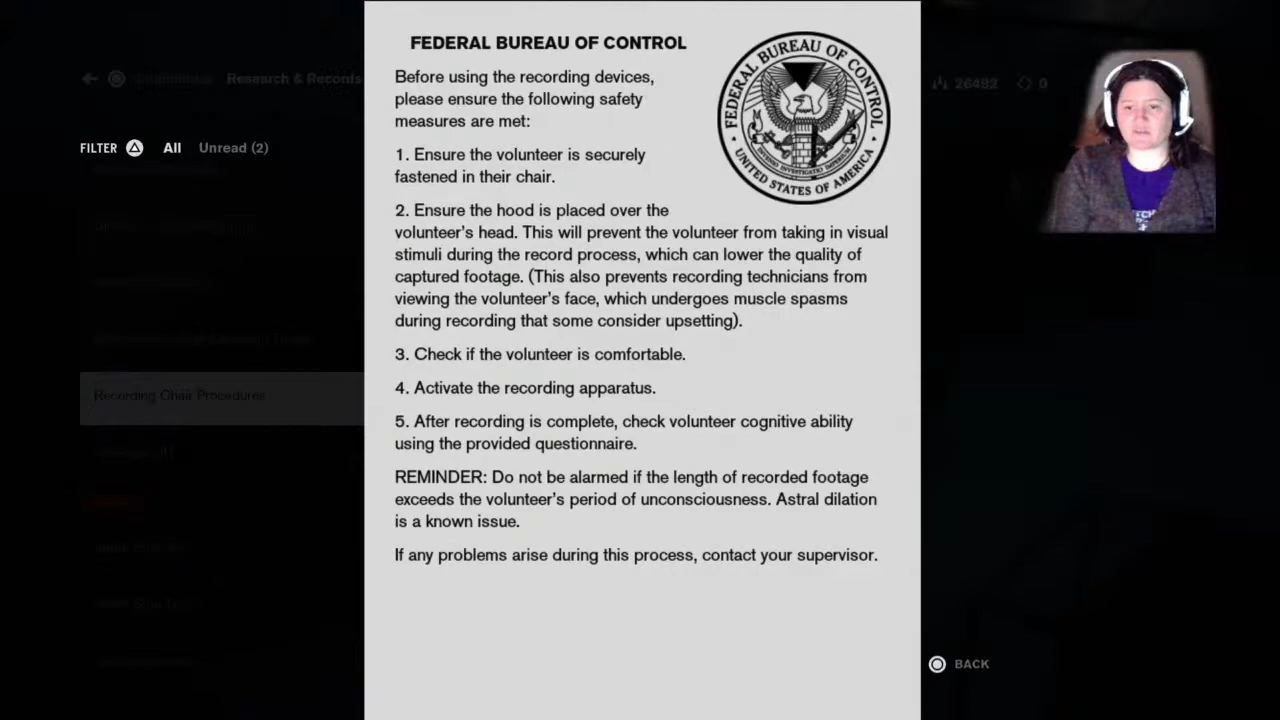 FEDERAL BUREAU OF CONTROL
Before using the recording devices,
please ensure the following safety
measures are met:
1. Ensure the volunteer is securely
fastened in their chair.
2. Ensure the hood is placed over the
volunteer's head. This will prevent the volunteer from taking in visual
stimuli during the record process, which can lower the quality of
captured footage. (This also prevents recording technicians from
viewing the volunteer's face, which undergoes muscle spasms
during recording that some consider upsetting).
3. Check if the volunteer is comfortable.
4. Activate the recording apparatus.
5. After recording is complete, check volunteer cognitive ability
using the provided questionnaire.
REMINDER: Do not be alarmed if the length of recorded footage
exceeds the volunteer's period of unconsciousness. Astral dilation
is a known issue.
If any problems arise during this process, contact your supervisor.
FEDERAL BUREAU OF CONTROL
UNITED STATES OF AMERICA
Research & Records
26492 0
FILTER All Unread (2)
Recording Chair Procedures
BACK